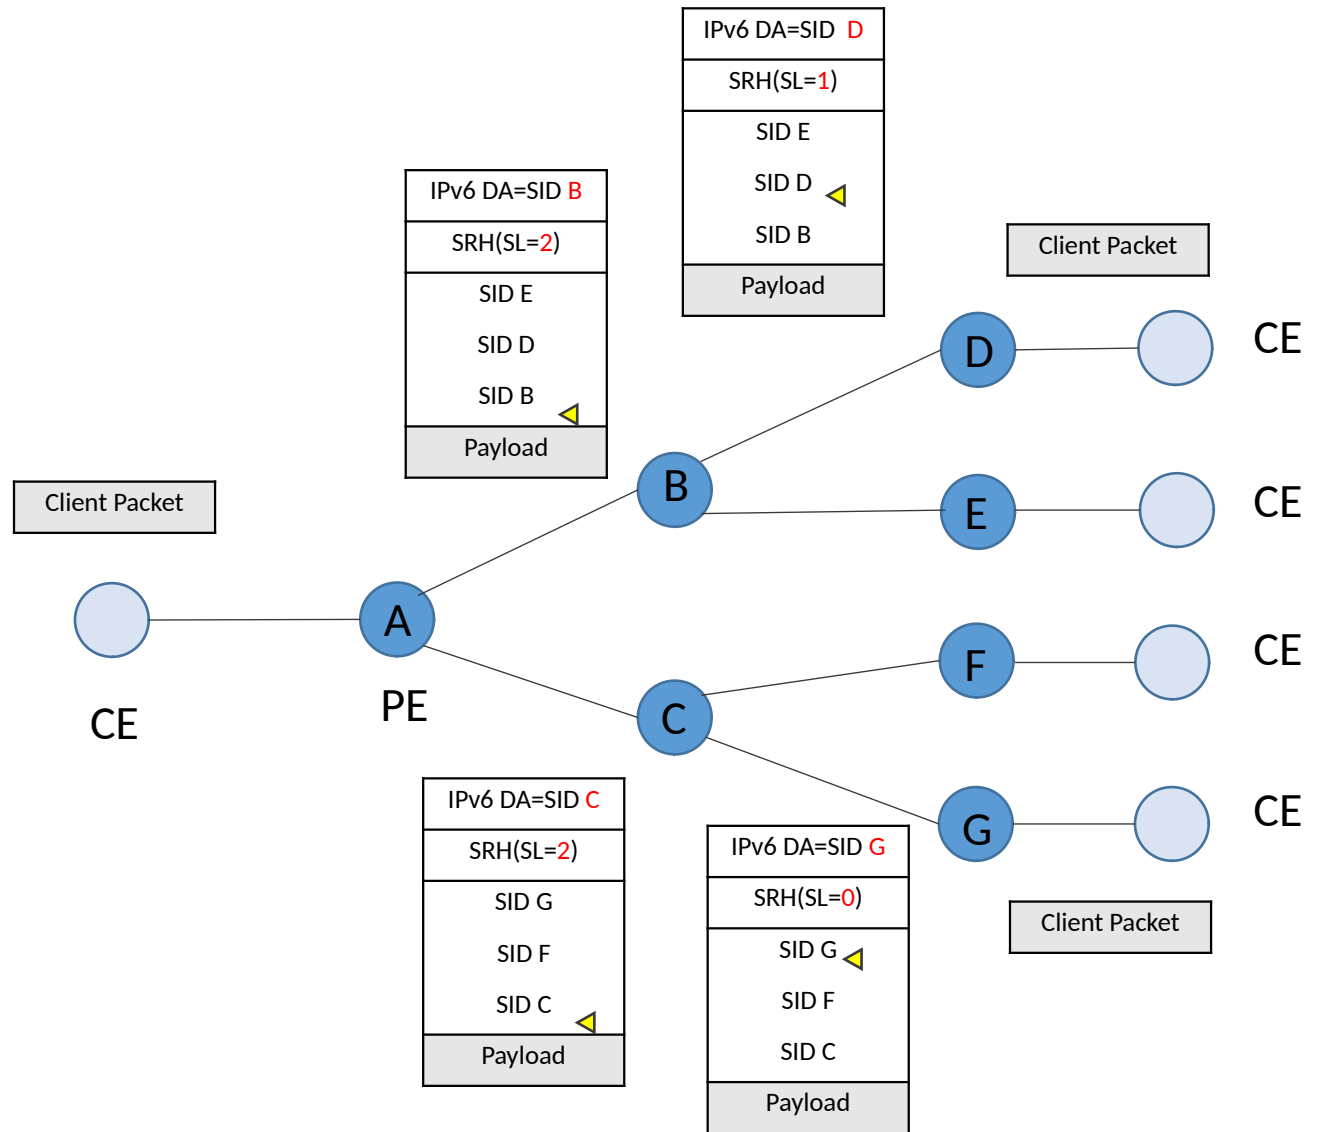 IPv6 DA=SID D
SRH(SL=1)
SID E
SID D
SID B
Payload
IPv6 DA=SID B
SRH(SL=2)
SID E
SID D
SID B
Payload
Client Packet
D
CE
B
E
CE
Client Packet
A
PE
CE
F
CE
C
G
CE
IPv6 DA=SID C
SRH(SL=2)
SID G
SID F
SID C
Payload
IPv6 DA=SID G
SRH(SL=0)
SID G
SID F
SID C
Payload
Client Packet